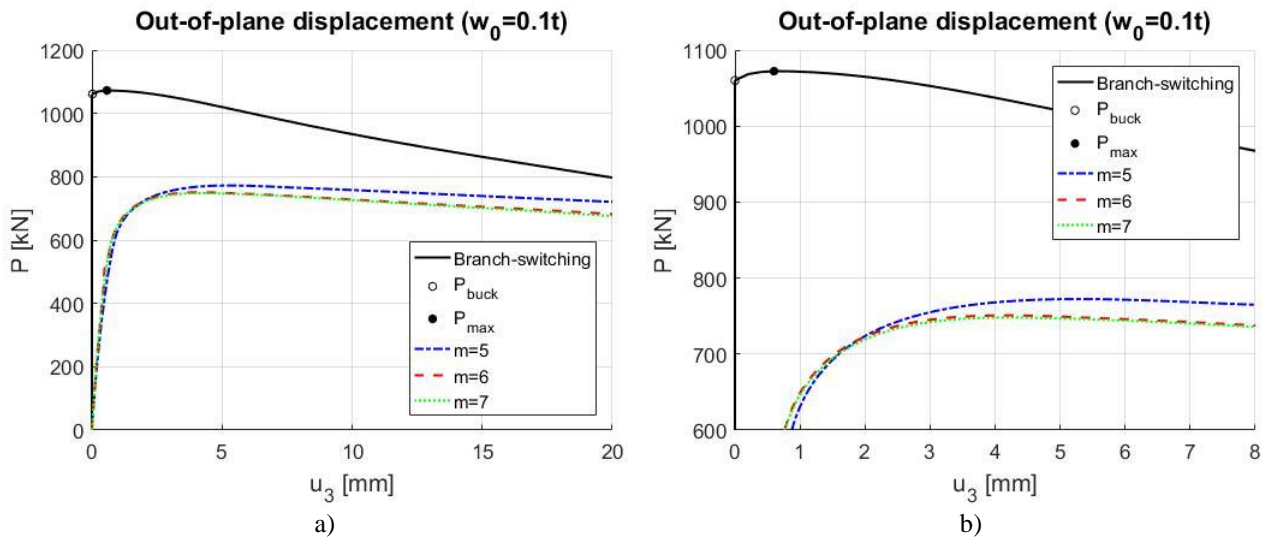 Out-of-plane displacement (w0=0.1t)
1200
1000
800
600
400
200
0
P [kN]
Branch-switching
Pbuck
Pmax
m=5
m=6
m=7
0 5 10 15 20
u3 [mm]
a)
Out-of-plane displacement (w0=0.1t)
1100
1000
900
800
700
600
P [kN]
Branch-switching
Pbuck
Pmax
m=5
m=6
m=7
0 1 2 3 4 5 6 7 8
u3 [mm]
b)